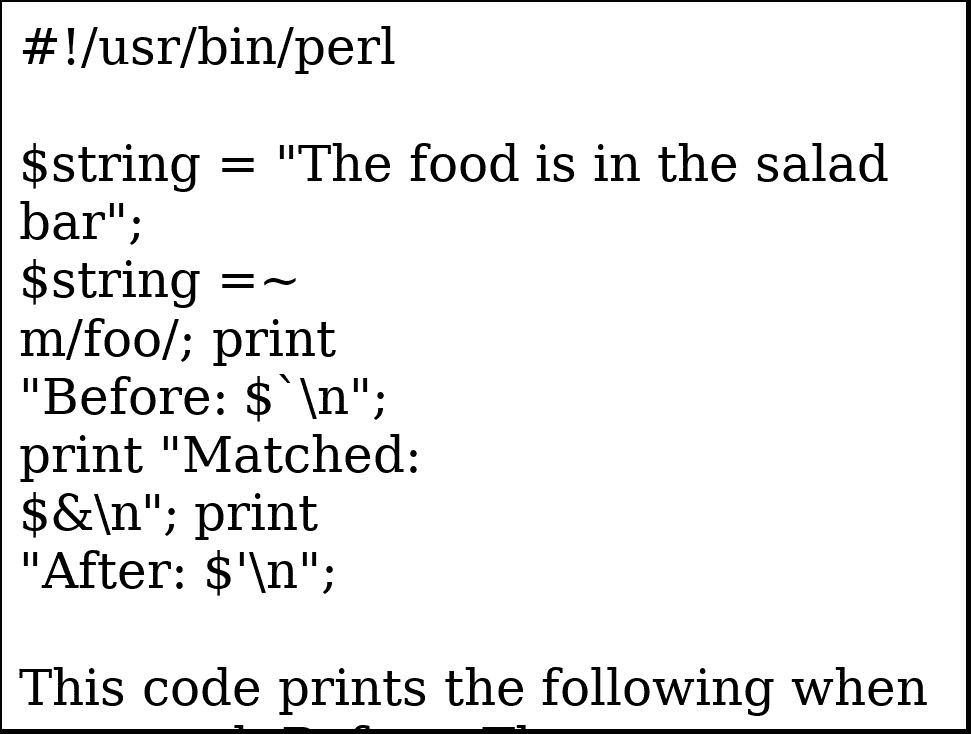 #!/usr/bin/perl
$string = "The food is in the salad
bar";
$string =~
m/foo/; print
"Before: $`\n";
print "Matched:
$&\n"; print
"After: $'\n";
This code prints the following when